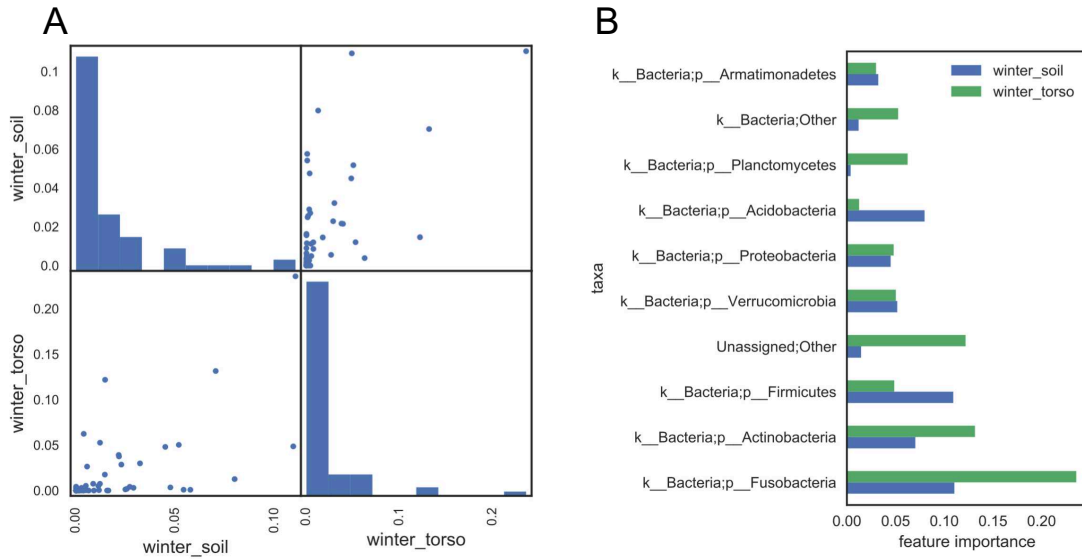 A
0.1
0.08
0.06
0.04
0.02
0.0
winter_soil
0.20
0.15
0.10
0.05
0.00
winter_torso
0.00
0.05
0.10
winter_soil
0.0
0.1
0.2
winter_torso
B
winter_soil
winter_torso
k__Bacteria;p__Armatimonadetes
k__Bacteria;Other
k__Bacteria;p__Planctomycetes
k__Bacteria;p__Acidobacteria
k__Bacteria;p__Proteobacteria
k__Bacteria;p__Verrucomicrobia
Unassigned;Other
k__Bacteria;p__Firmicutes
k__Bacteria;p__Actinobacteria
k__Bacteria;p__Fusobacteria
taxa
0.00
0.05
0.10
0.15
0.20
feature importance